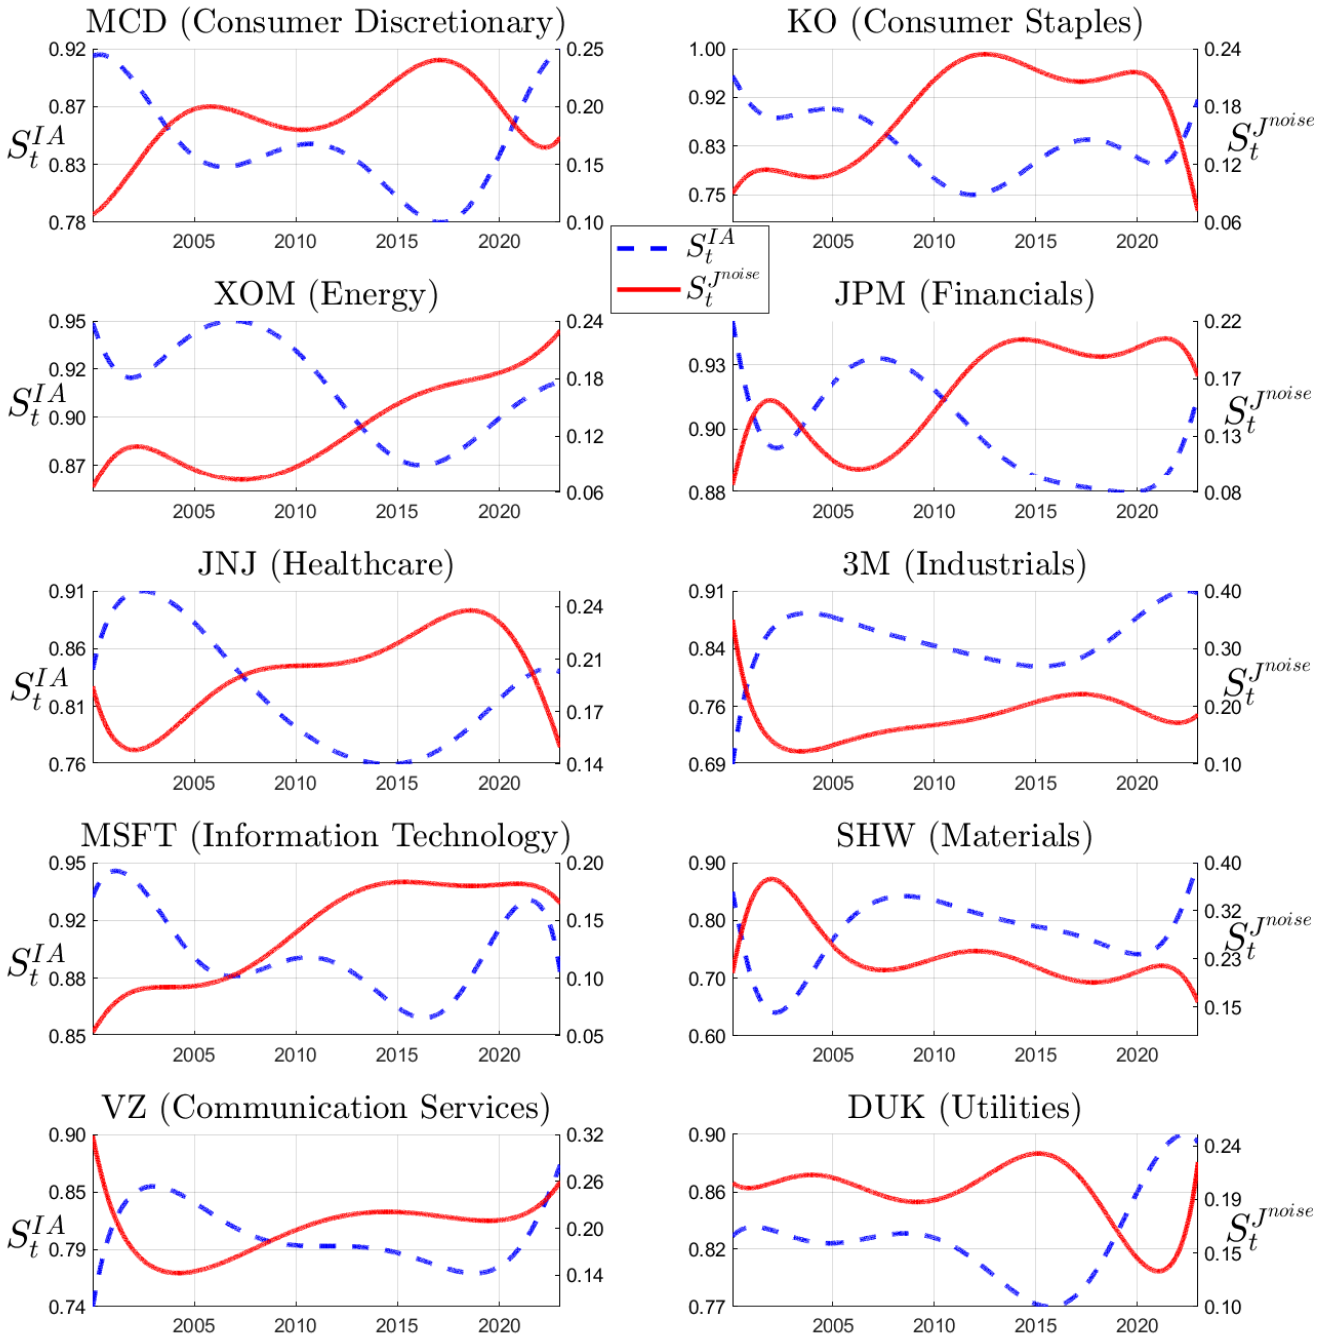 MCD (Consumer Discretionary)
0.92
0.87
0.83
0.78
S_t^{IA}
0.25
0.20
0.15
0.10
2005 2010 2015 2020
KO (Consumer Staples)
1.00
0.92
0.83
0.75
0.24
0.18
0.12
0.06
S_t^{J^{noise}}
2005 2010 2015 2020
S_t^{IA}
S_t^{J^{noise}}
XOM (Energy)
0.95
0.92
0.90
0.87
S_t^{IA}
0.24
0.18
0.12
0.06
2005 2010 2015 2020
JPM (Financials)
0.93
0.90
0.88
0.22
0.17
0.13
0.08
S_t^{J^{noise}}
2005 2010 2015 2020
JNJ (Healthcare)
0.91
0.86
0.81
0.76
S_t^{IA}
0.24
0.21
0.17
0.14
2005 2010 2015 2020
3M (Industrials)
0.91
0.84
0.76
0.69
0.40
0.30
0.20
0.10
S_t^{J^{noise}}
2005 2010 2015 2020
MSFT (Information Technology)
0.95
0.92
0.88
0.85
S_t^{IA}
0.20
0.15
0.10
0.05
2005 2010 2015 2020
SHW (Materials)
0.90
0.80
0.70
0.60
0.40
0.32
0.23
0.15
S_t^{J^{noise}}
2005 2010 2015 2020
VZ (Communication Services)
0.90
0.85
0.79
0.74
S_t^{IA}
0.32
0.26
0.20
0.14
2005 2010 2015 2020
DUK (Utilities)
0.90
0.86
0.82
0.77
0.24
0.19
0.15
0.10
S_t^{J^{noise}}
2005 2010 2015 2020